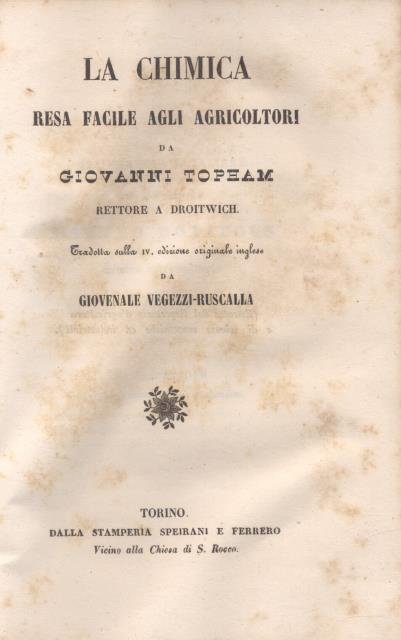 LA CHIMICA
RESA FACILE AGLI AGRICOLTORI
DA
GIOVANNI TOPHAM
RETTORE A DROITWICH.
Tradotta sulla IV. edizione originale inglese
DA
GIOVENALE VEGEZZI-RUSCALLA
TORINO.
DALLA STAMPERIA SPEIRANI E FERRERO
Vicino alla Chiesa di S. Rocco.